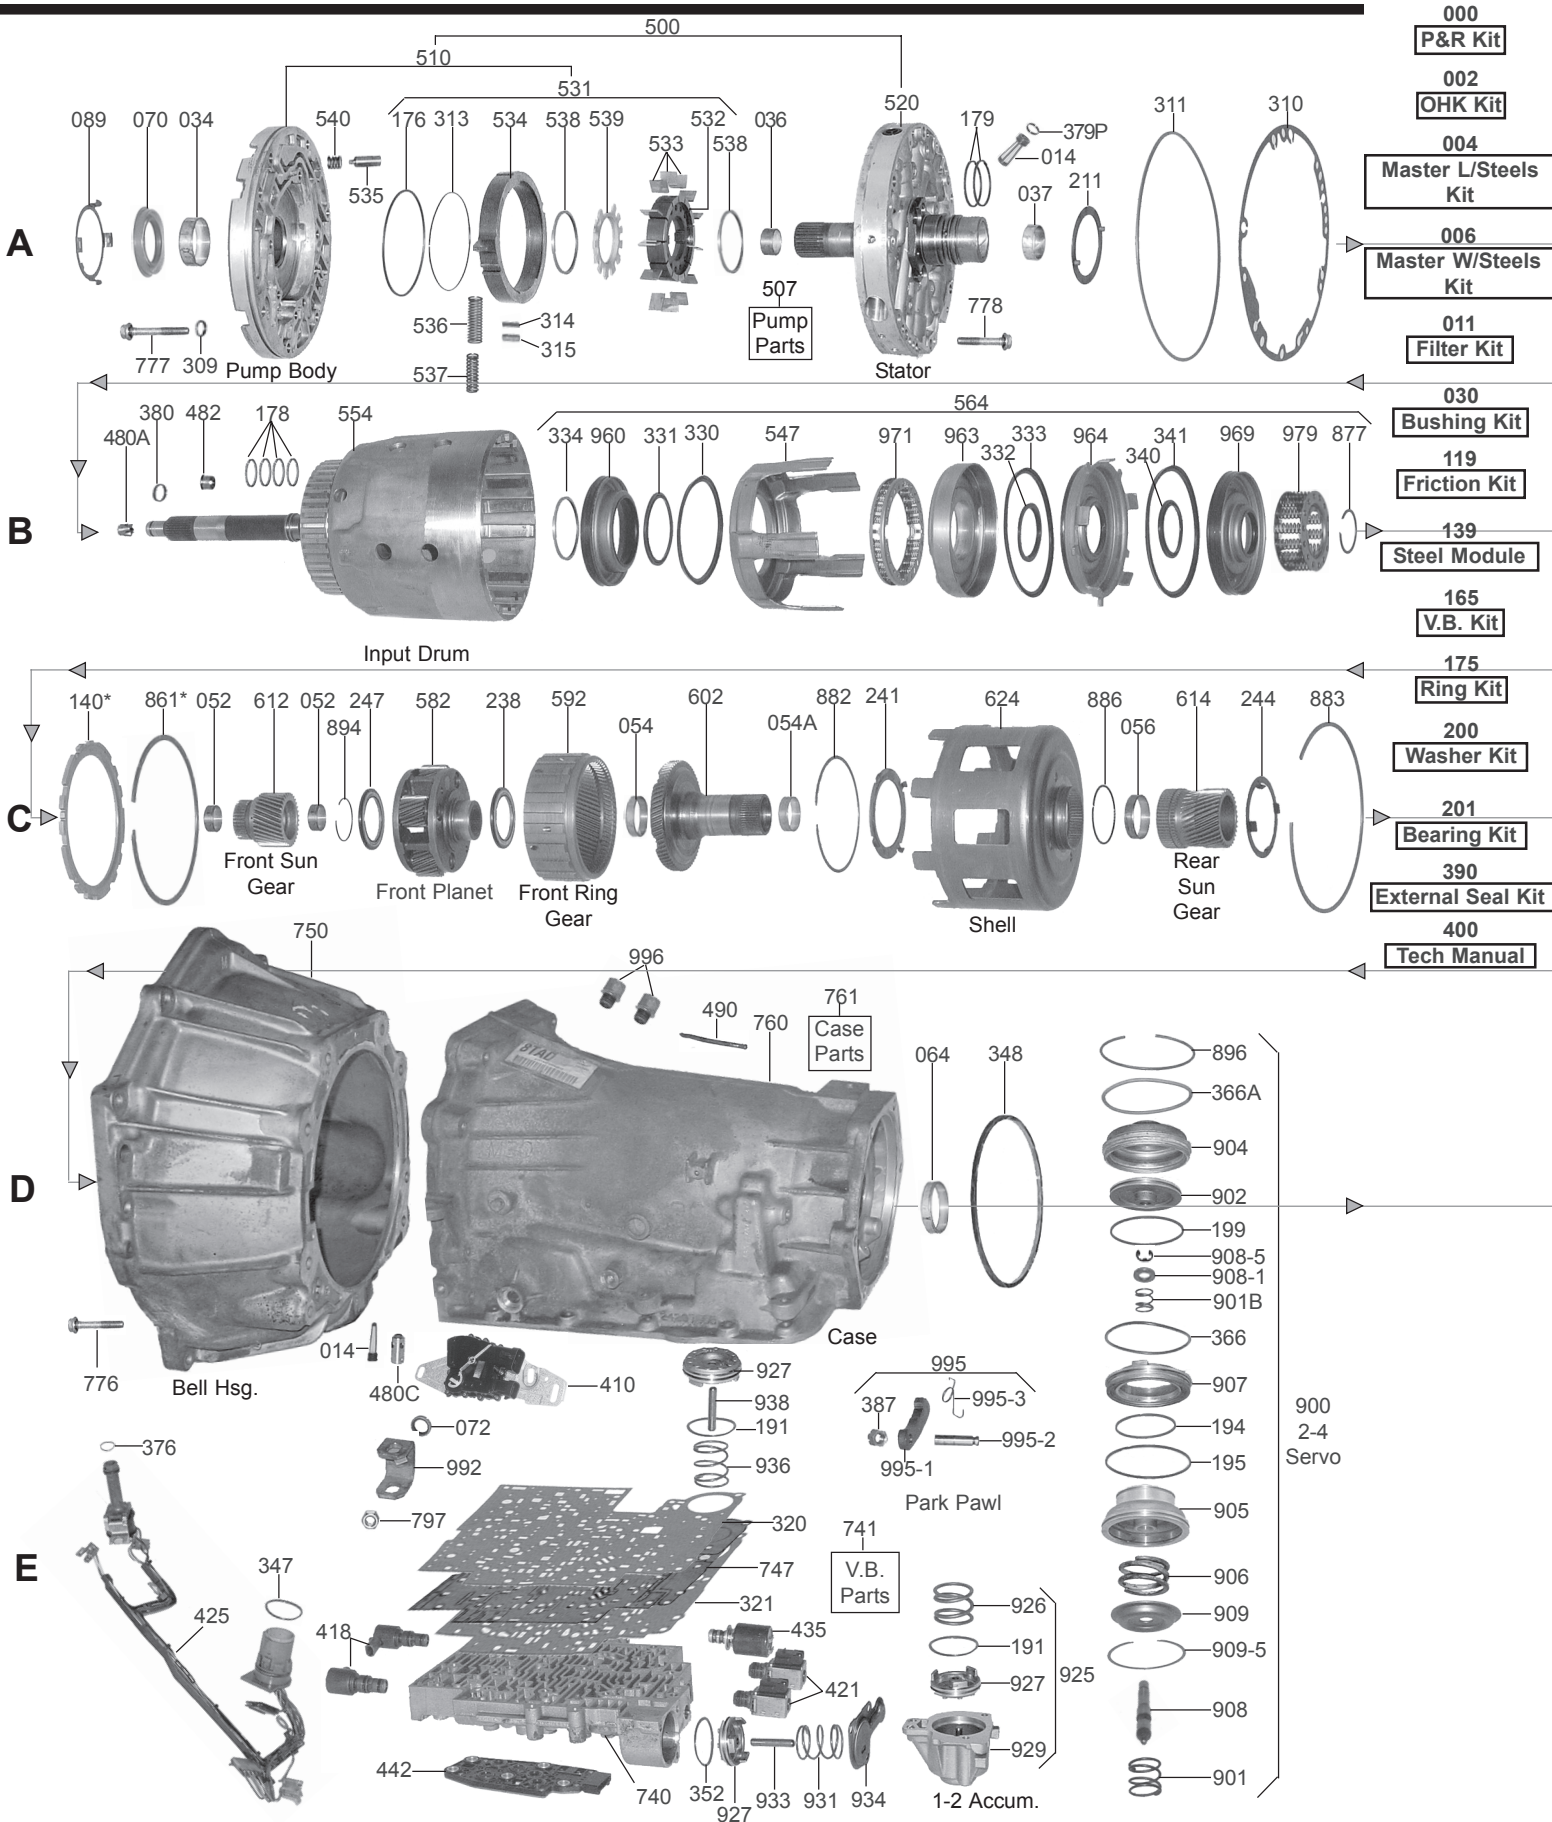 500
510
531
089
070
034
540
535
176
313
534
538
539
533
532
538
036
520
179
379P
014
037
211
311
310
A
536
537
314
315
507
Pump
Parts
778
777
309
Pump Body
Stator
000
P&R Kit
002
OHK Kit
004
Master L/Steels
Kit
006
Master W/Steels
Kit
011
Filter Kit
030
Bushing Kit
119
Friction Kit
139
Steel Module
165
V.B. Kit
175
Ring Kit
200
Washer Kit
201
Bearing Kit
390
External Seal Kit
400
Tech Manual
B
480A
380
482
178
554
564
334
960
331
330
547
971
963
332
333
964
340
341
969
979
877
Input Drum
C
140*
861*
052
612
052
894
247
582
238
592
054
602
054A
882
241
624
886
056
614
244
883
Front Sun
Gear
Front Planet
Front Ring
Gear
Shell
Rear
Sun
Gear
D
750
996
490
760
761
Case
Parts
064
348
BTAD
Case
776
Bell Hsg.
014
480C
410
896
366A
904
902
199
908-5
908-1
901B
366
907
194
195
905
906
909
909-5
908
901
900
2-4
Servo
927
938
191
936
995
387
995-3
995-2
995-1
Park Pawl
E
376
072
992
797
347
425
418
320
747
321
435
421
741
V.B.
Parts
926
191
927
925
929
1-2 Accum.
442
740
352
927
933
931
934